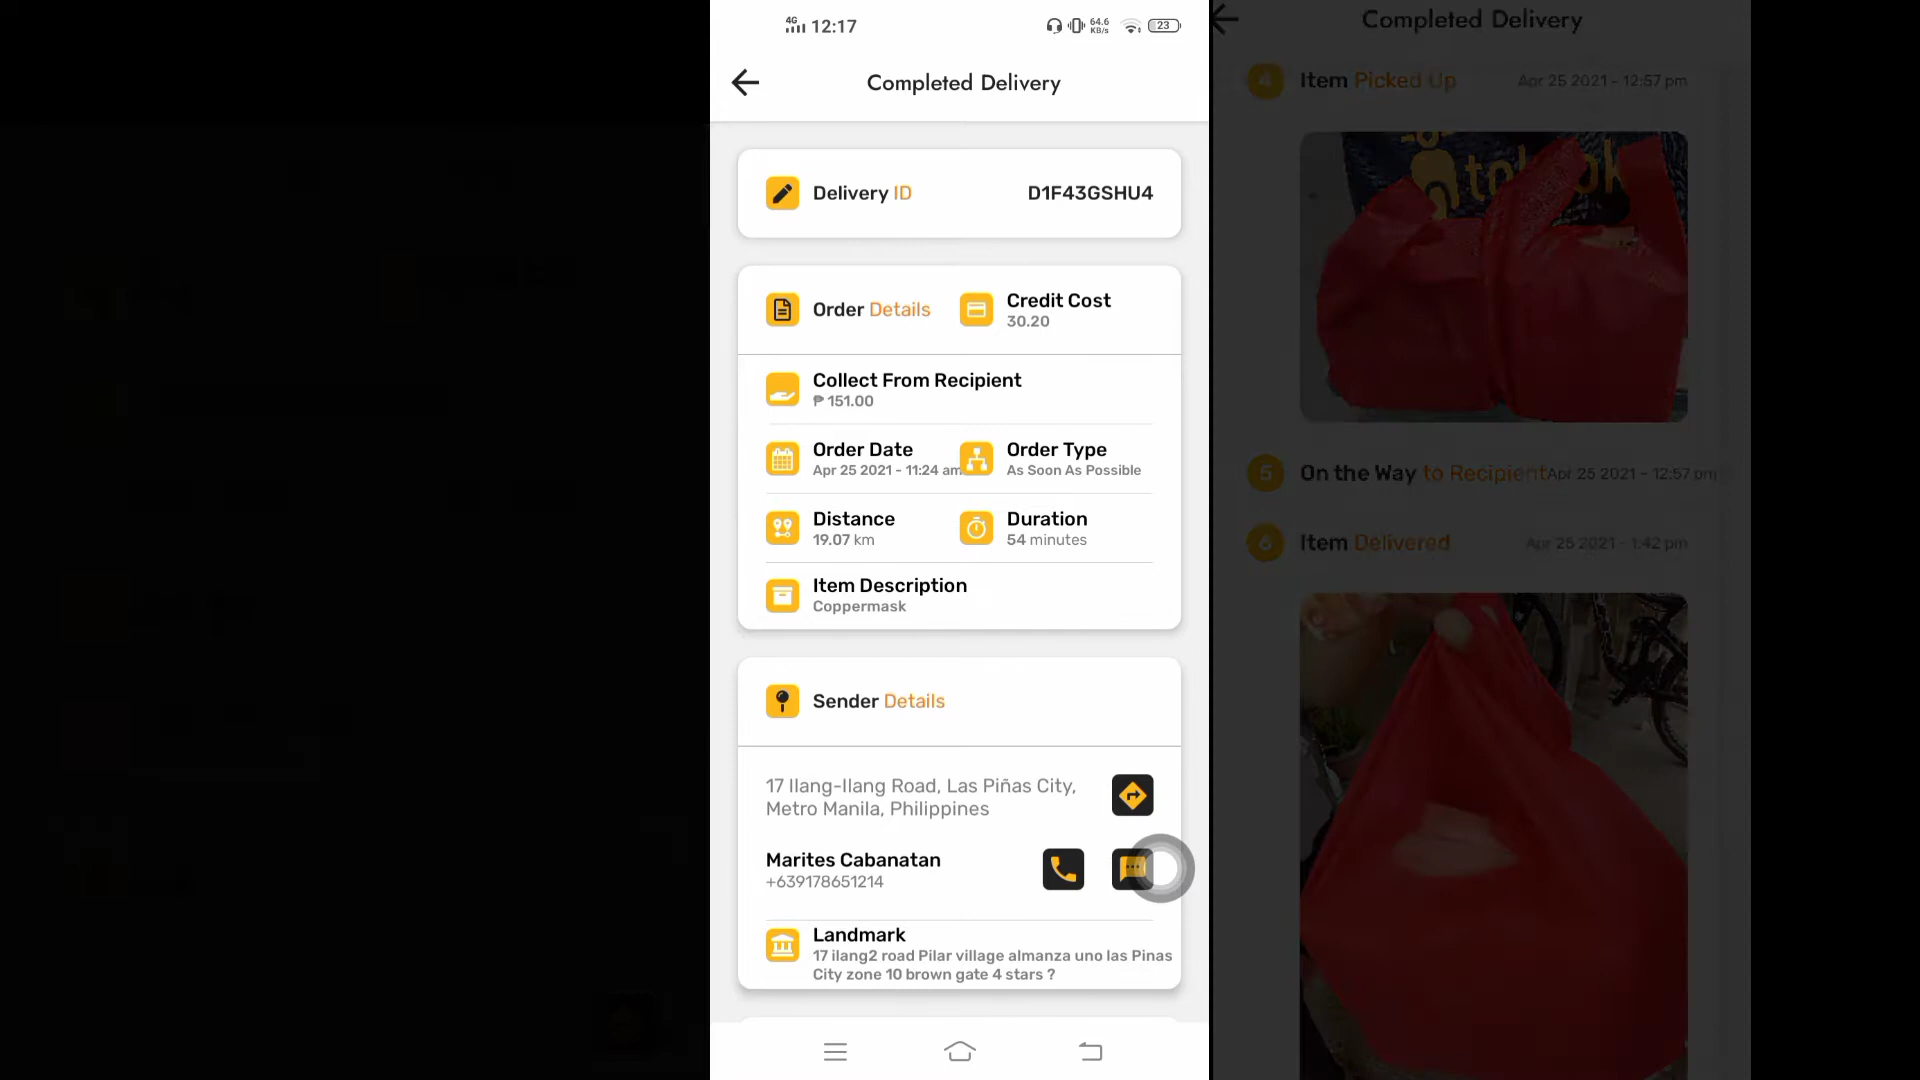 4G 12:17 64.6 KB/s 23
Completed Delivery
Delivery ID D1F43GSHU4
Order Details
Credit Cost
30.20
Collect From Recipient
₱ 151.00
Order Date
Apr 25 2021 - 11:24 am
Order Type
As Soon As Possible
Distance
19.07 km
Duration
54 minutes
Item Description
Coppermask
Sender Details
17 Ilang-Ilang Road, Las Piñas City,
Metro Manila, Philippines
Marites Cabanatan
+639178651214
Landmark
17 ilang2 road Pilar village almanza uno las Pinas
City zone 10 brown gate 4 stars ?
Completed Delivery
4 Item Picked Up Apr 25 2021 - 12:57 pm
5 On the Way to Recipient Apr 25 2021 - 12:57 pm
6 Item Delivered Apr 25 2021 - 1:42 pm